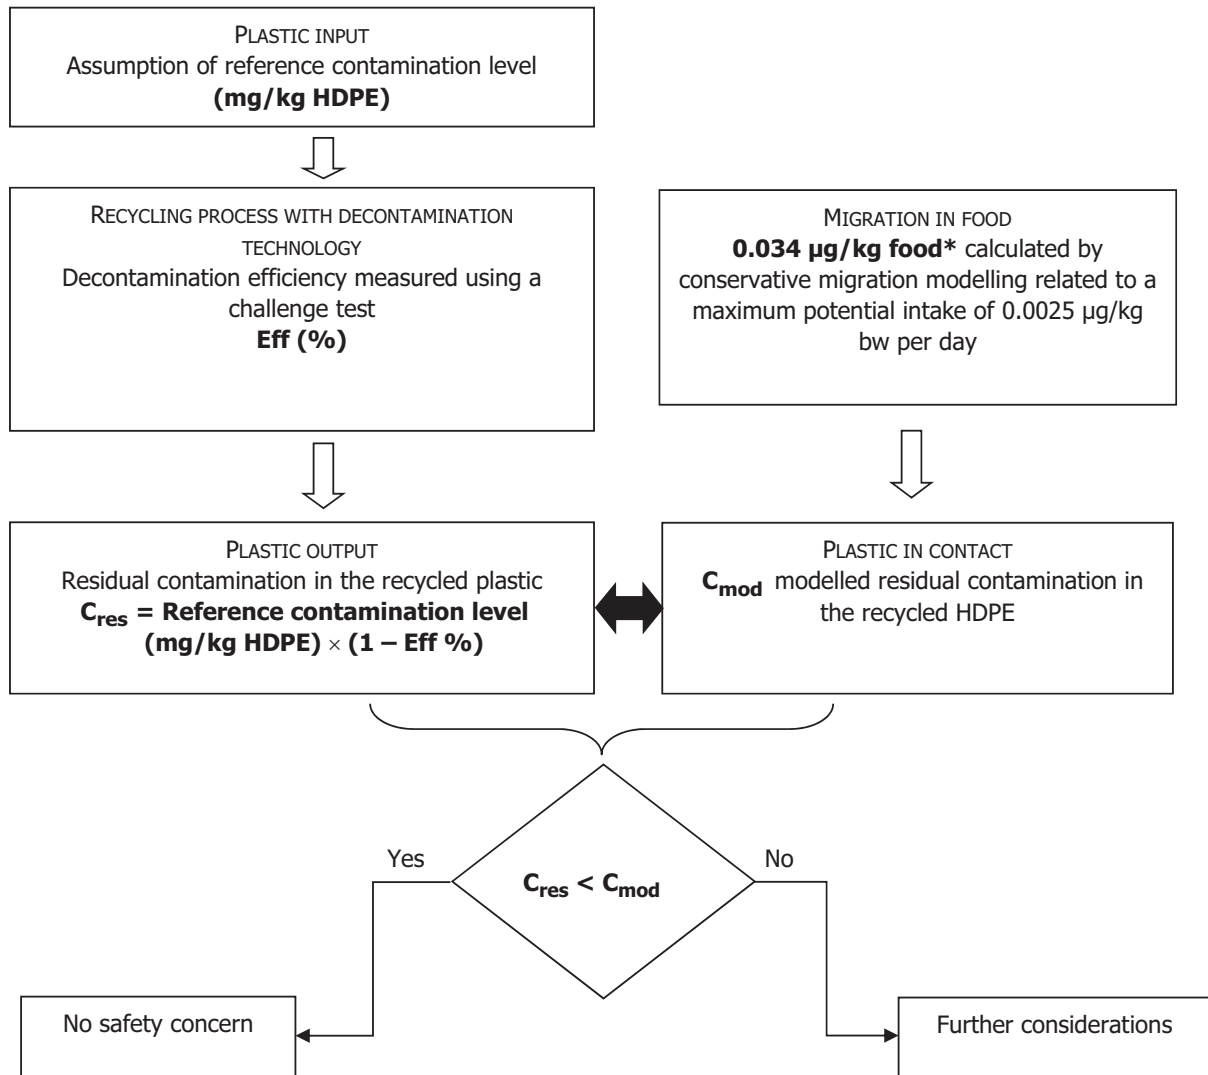 PLASTIC INPUT
Assumption of reference contamination level
(mg/kg HDPE)
RECYCLING PROCESS WITH DECONTAMINATION
TECHNOLOGY
Decontamination efficiency measured using a
challenge test
Eff (%)
MIGRATION IN FOOD
0.034 µg/kg food* calculated by
conservative migration modelling related to a
maximum potential intake of 0.0025 µg/kg
bw per day
PLASTIC OUTPUT
Residual contamination in the recycled plastic
Cres = Reference contamination level
(mg/kg HDPE) × (1 – Eff %)
PLASTIC IN CONTACT
Cmod modelled residual contamination in
the recycled HDPE
Yes
No
Cres < Cmod
No safety concern
Further considerations